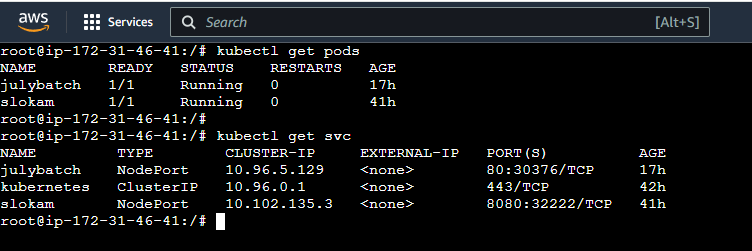 aws Services Search [Alt+S]
root@ip-172-31-46-41:/# kubectl get pods
NAME READY STATUS RESTARTS AGE
julybatch 1/1 Running 0 17h
slokam 1/1 Running 0 41h
root@ip-172-31-46-41:/#
root@ip-172-31-46-41:/# kubectl get svc
NAME TYPE CLUSTER-IP EXTERNAL-IP PORT(S) AGE
julybatch NodePort 10.96.5.129 <none> 80:30376/TCP 17h
kubernetes ClusterIP 10.96.0.1 <none> 443/TCP 42h
slokam NodePort 10.102.135.3 <none> 8080:32222/TCP 41h
root@ip-172-31-46-41:/#